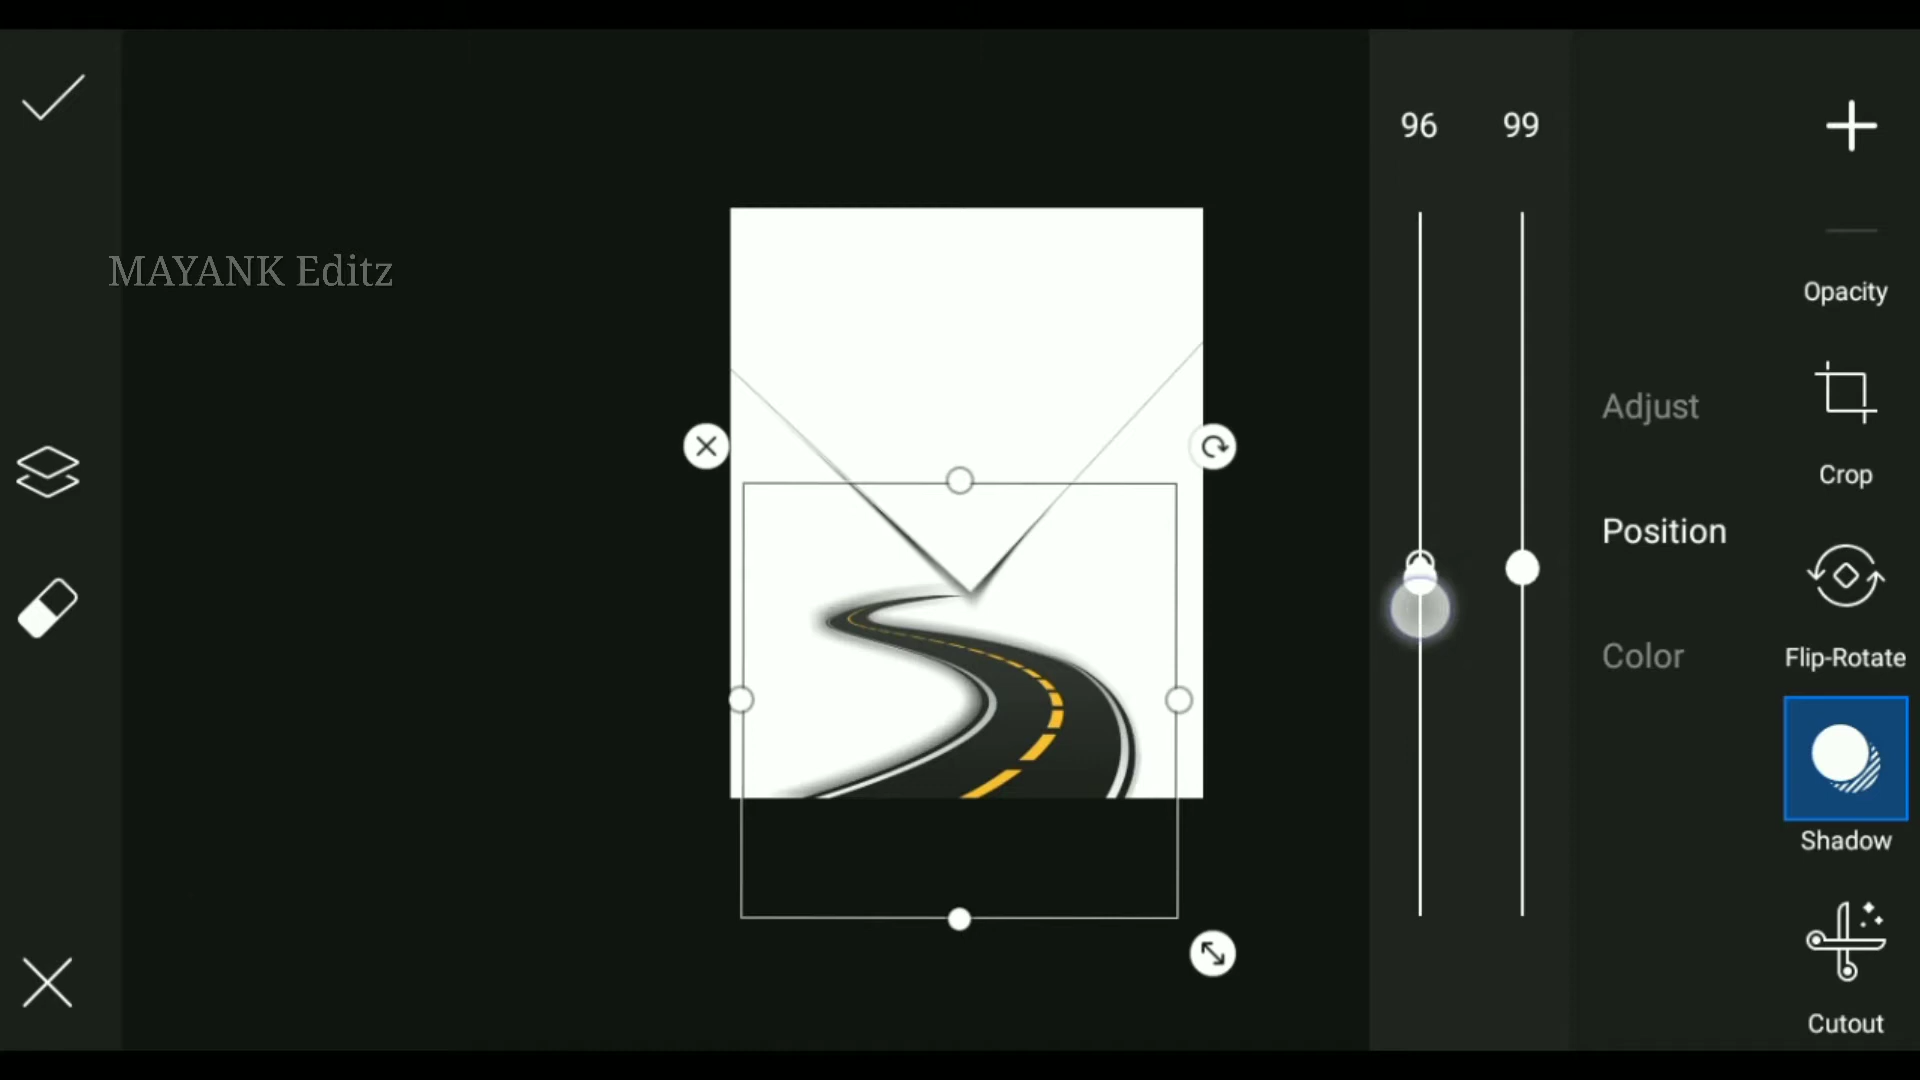 96 99
MAYANK Editz
Opacity
Adjust
Crop
Position
Color
Flip-Rotate
Shadow
Cutout